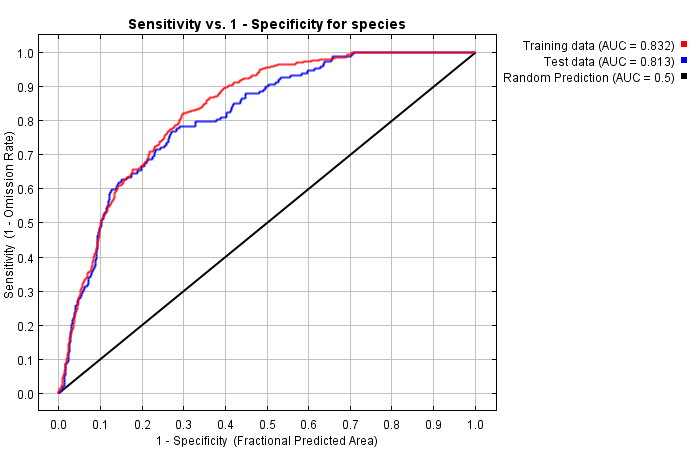 Sensitivity vs. 1 - Specificity for species
Training data (AUC = 0.832)
Test data (AUC = 0.813)
Random Prediction (AUC = 0.5)
Sensitivity (1 - Omission Rate)
1.0
0.9
0.8
0.7
0.6
0.5
0.4
0.3
0.2
0.1
0.0
0.0 0.1 0.2 0.3 0.4 0.5 0.6 0.7 0.8 0.9 1.0
1 - Specificity (Fractional Predicted Area)